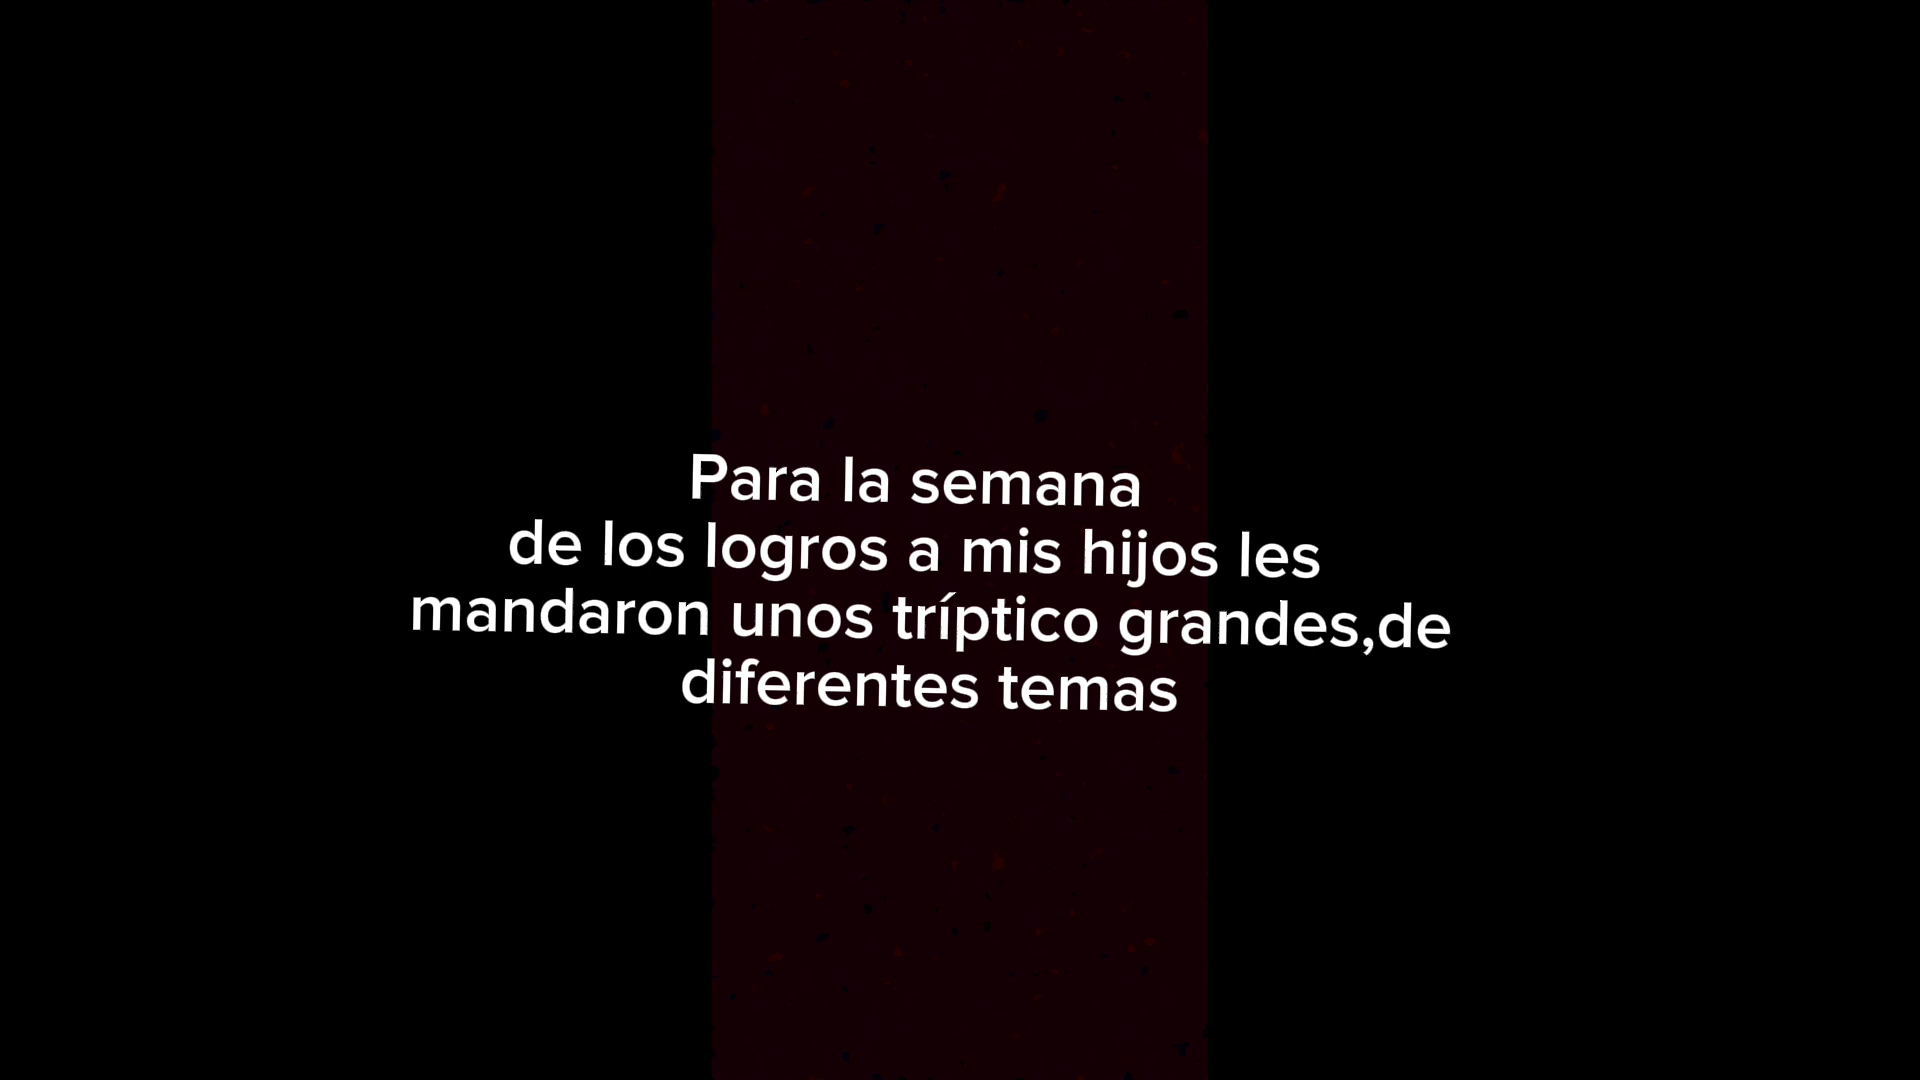 Para la semana
de los logros a mis hijos les
mandaron unos tríptico grandes,de
diferentes temas